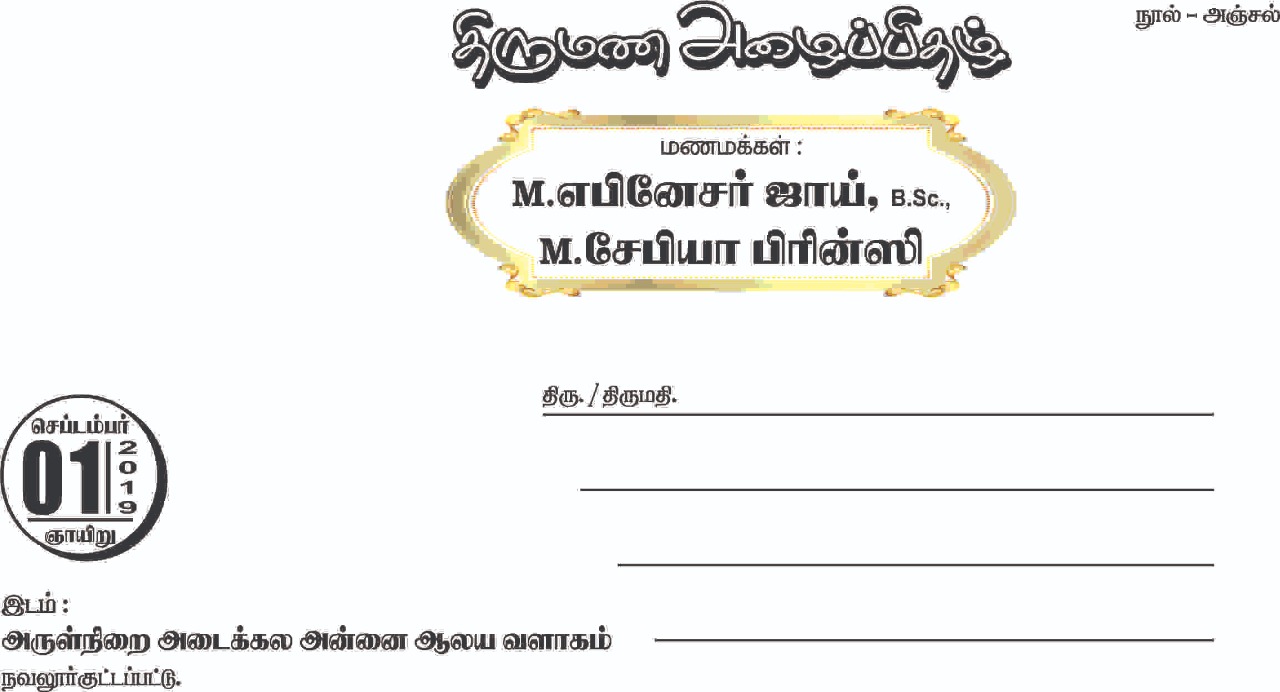 நூல் - அஞ்சல்
திருமண அழைப்பிதழ்
மணமக்கள் :
M.எபினேசர் ஜாய், B.Sc.,
M.சேபியா பிரின்ஸி
திரு. / திருமதி.
செப்டம்பர்
01 2019
ஞாயிறு
இடம் :
அருள்நிறை அடைக்கல அன்னை ஆலய வளாகம்
நவலூர்குட்டப்பட்டு.